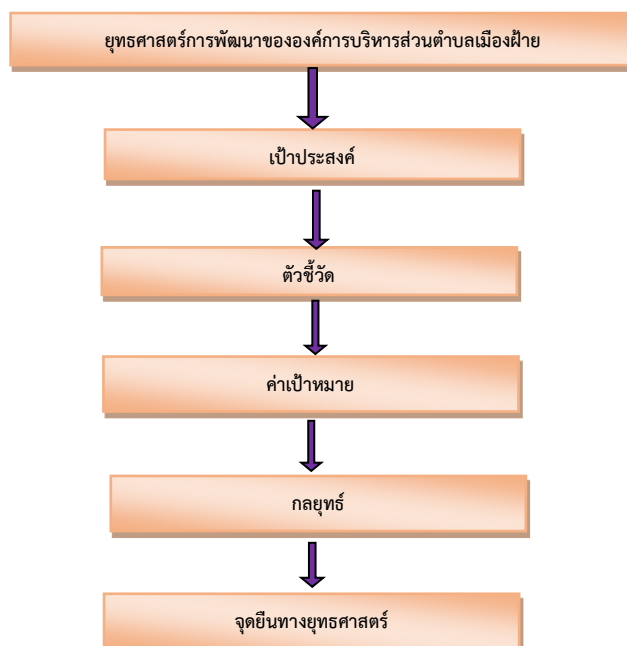 ยุทธศาสตร์การพัฒนาขององค์การบริหารส่วนตำบลเมืองฝ้าย
เป้าประสงค์
ตัวชี้วัด
ค่าเป้าหมาย
กลยุทธ์
จุดยืนทางยุทธศาสตร์